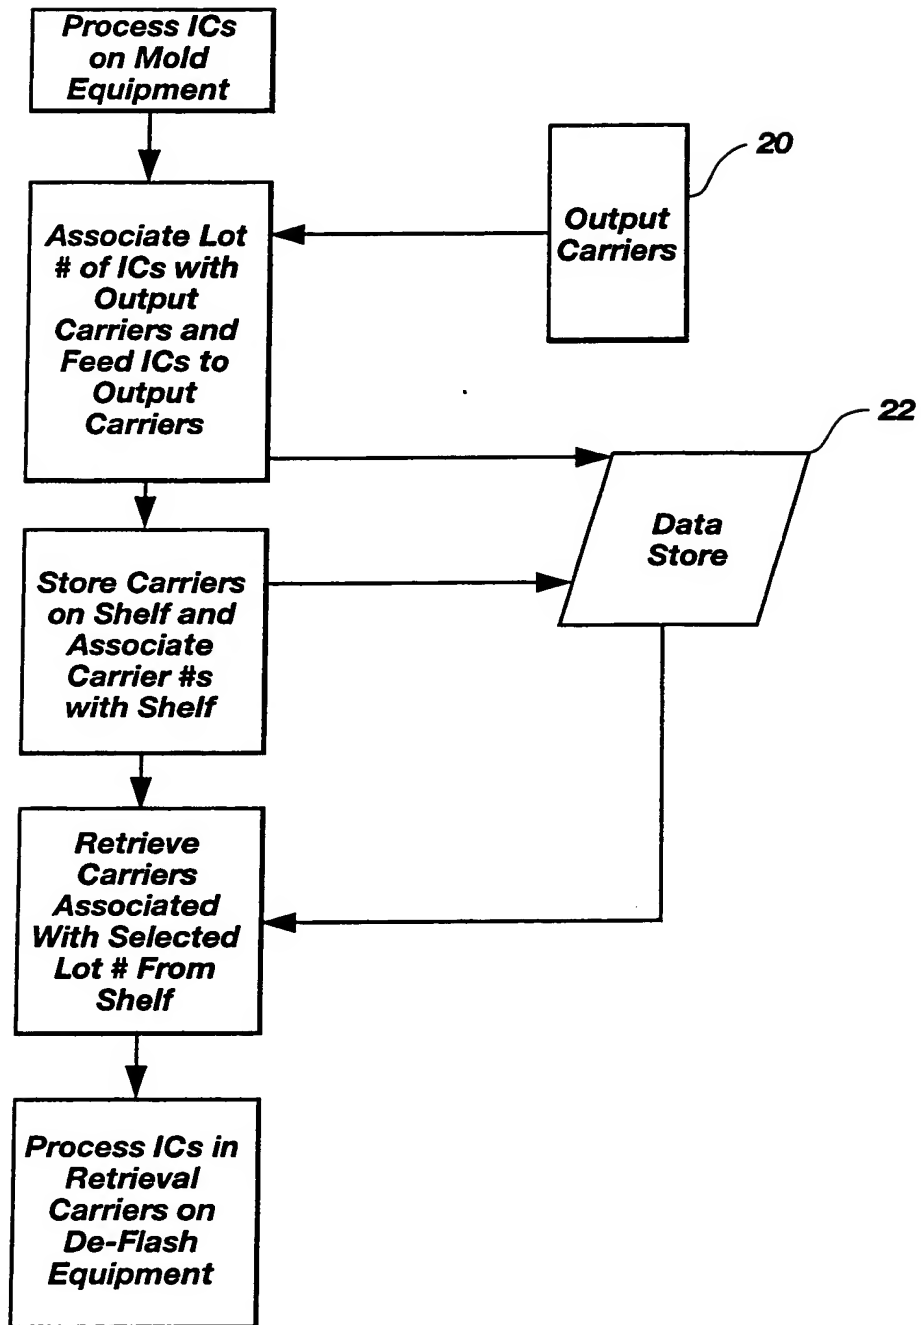 Process ICs
on Mold
Equipment
20
Output
Carriers
Associate Lot
# of ICs with
Output
Carriers and
Feed ICs to
Output
Carriers
22
Data
Store
Store Carriers
on Shelf and
Associate
Carrier #s
with Shelf
Retrieve
Carriers
Associated
With Selected
Lot # From
Shelf
Process ICs in
Retrieval
Carriers on
De-Flash
Equipment